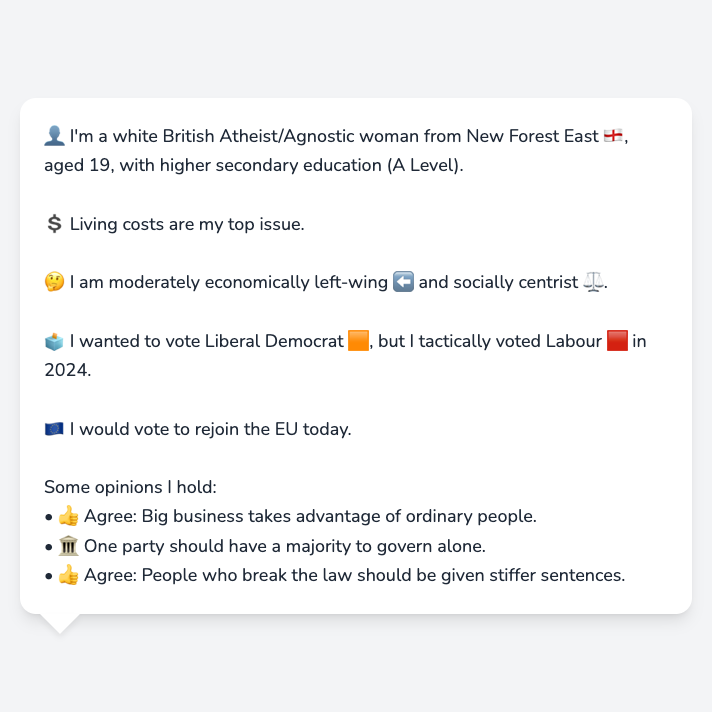 👤 I'm a white British Atheist/Agnostic woman from New Forest East 🏴󠁧󠁢󠁥󠁮󠁧󠁿,
aged 19, with higher secondary education (A Level).
💲 Living costs are my top issue.
🤔 I am moderately economically left-wing ⬅️ and socially centrist ⚖️.
🗳️ I wanted to vote Liberal Democrat 🟧, but I tactically voted Labour 🟥 in
2024.
🇪🇺 I would vote to rejoin the EU today.
Some opinions I hold:
• 👍 Agree: Big business takes advantage of ordinary people.
• 🏛️ One party should have a majority to govern alone.
• 👍 Agree: People who break the law should be given stiffer sentences.